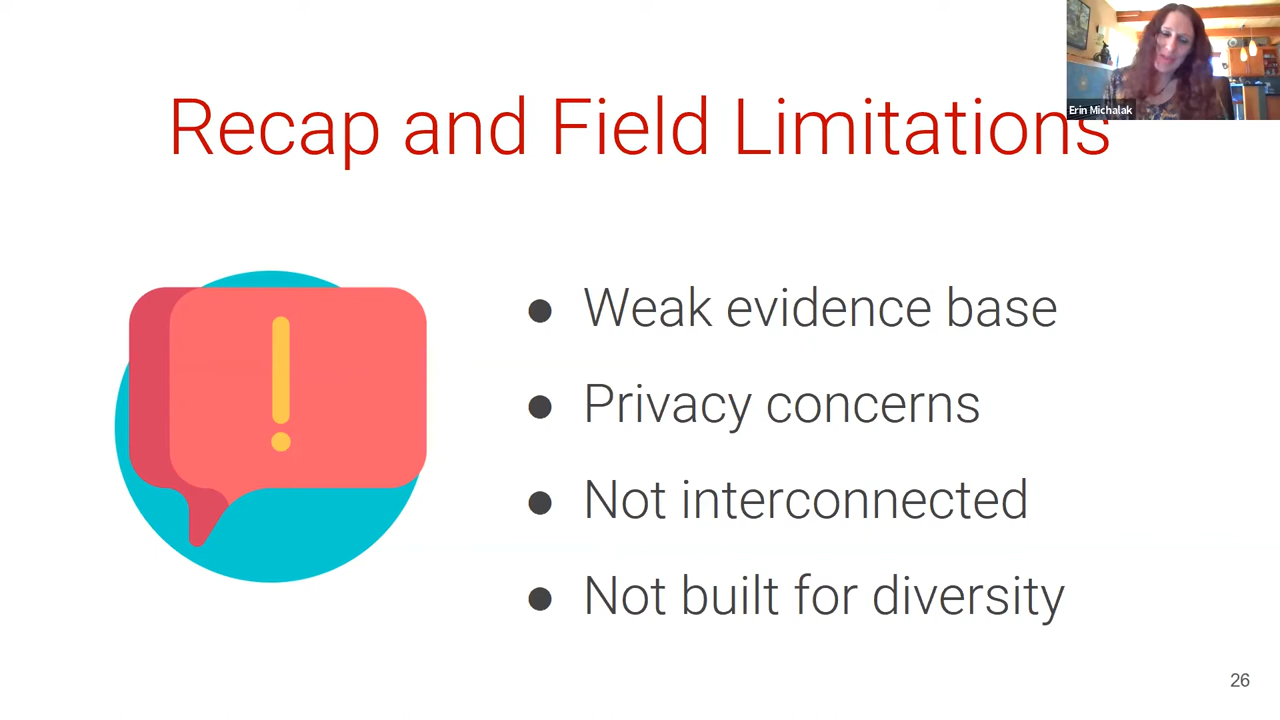 Erin Michalak
Recap and Field Limitations
● Weak evidence base
● Privacy concerns
● Not interconnected
● Not built for diversity
!
26